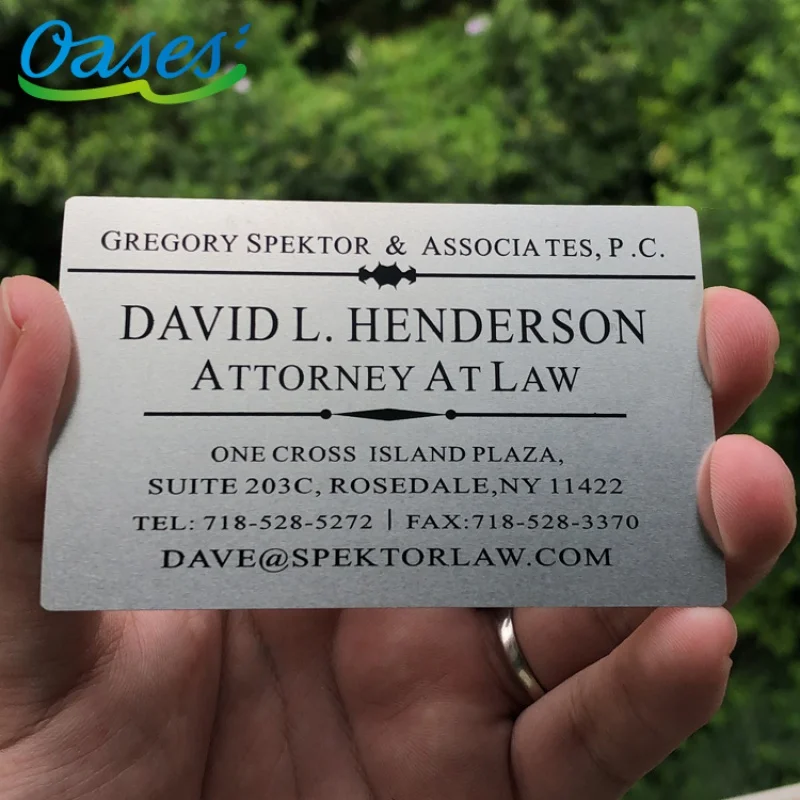 Oases
GREGORY SPEKTOR & ASSOCIATES, P.C.
DAVID L. HENDERSON
ATTORNEY AT LAW
ONE CROSS ISLAND PLAZA,
SUITE 203C, ROSEDALE,NY 11422
TEL: 718-528-5272 | FAX:718-528-3370
DAVE@SPEKTORLAW.COM